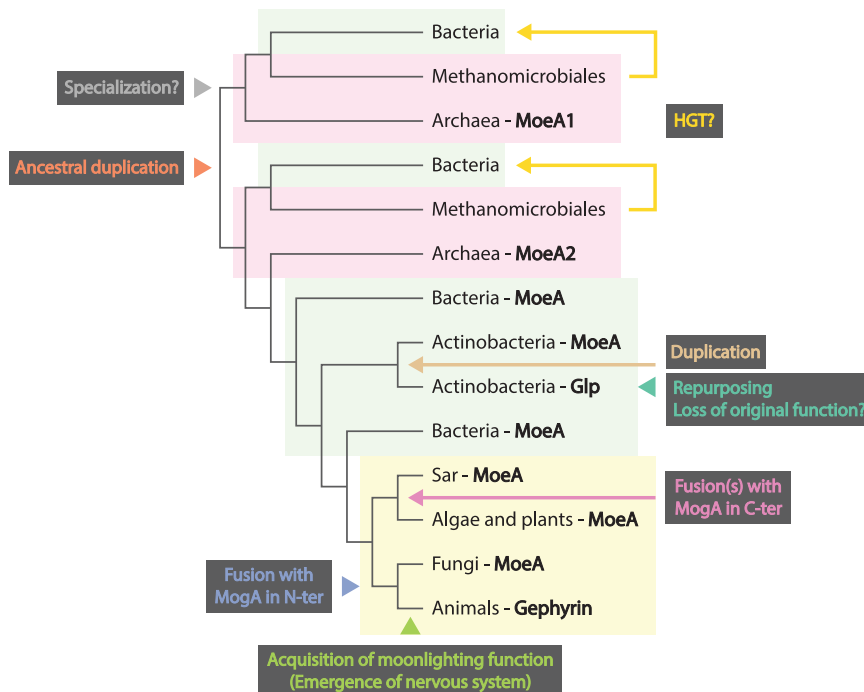 Bacteria
Methanomicrobiales
Specialization?
Archaea - MoeA1
HGT?
Ancestral duplication
Bacteria
Methanomicrobiales
Archaea - MoeA2
Bacteria - MoeA
Actinobacteria - MoeA
Duplication
Actinobacteria - Glp
Repurposing
Loss of original function?
Bacteria - MoeA
Sar - MoeA
Fusion(s) with
MogA in C-ter
Algae and plants - MoeA
Fungi - MoeA
Fusion with
MogA in N-ter
Animals - Gephyrin
Acquisition of moonlighting function
(Emergence of nervous system)